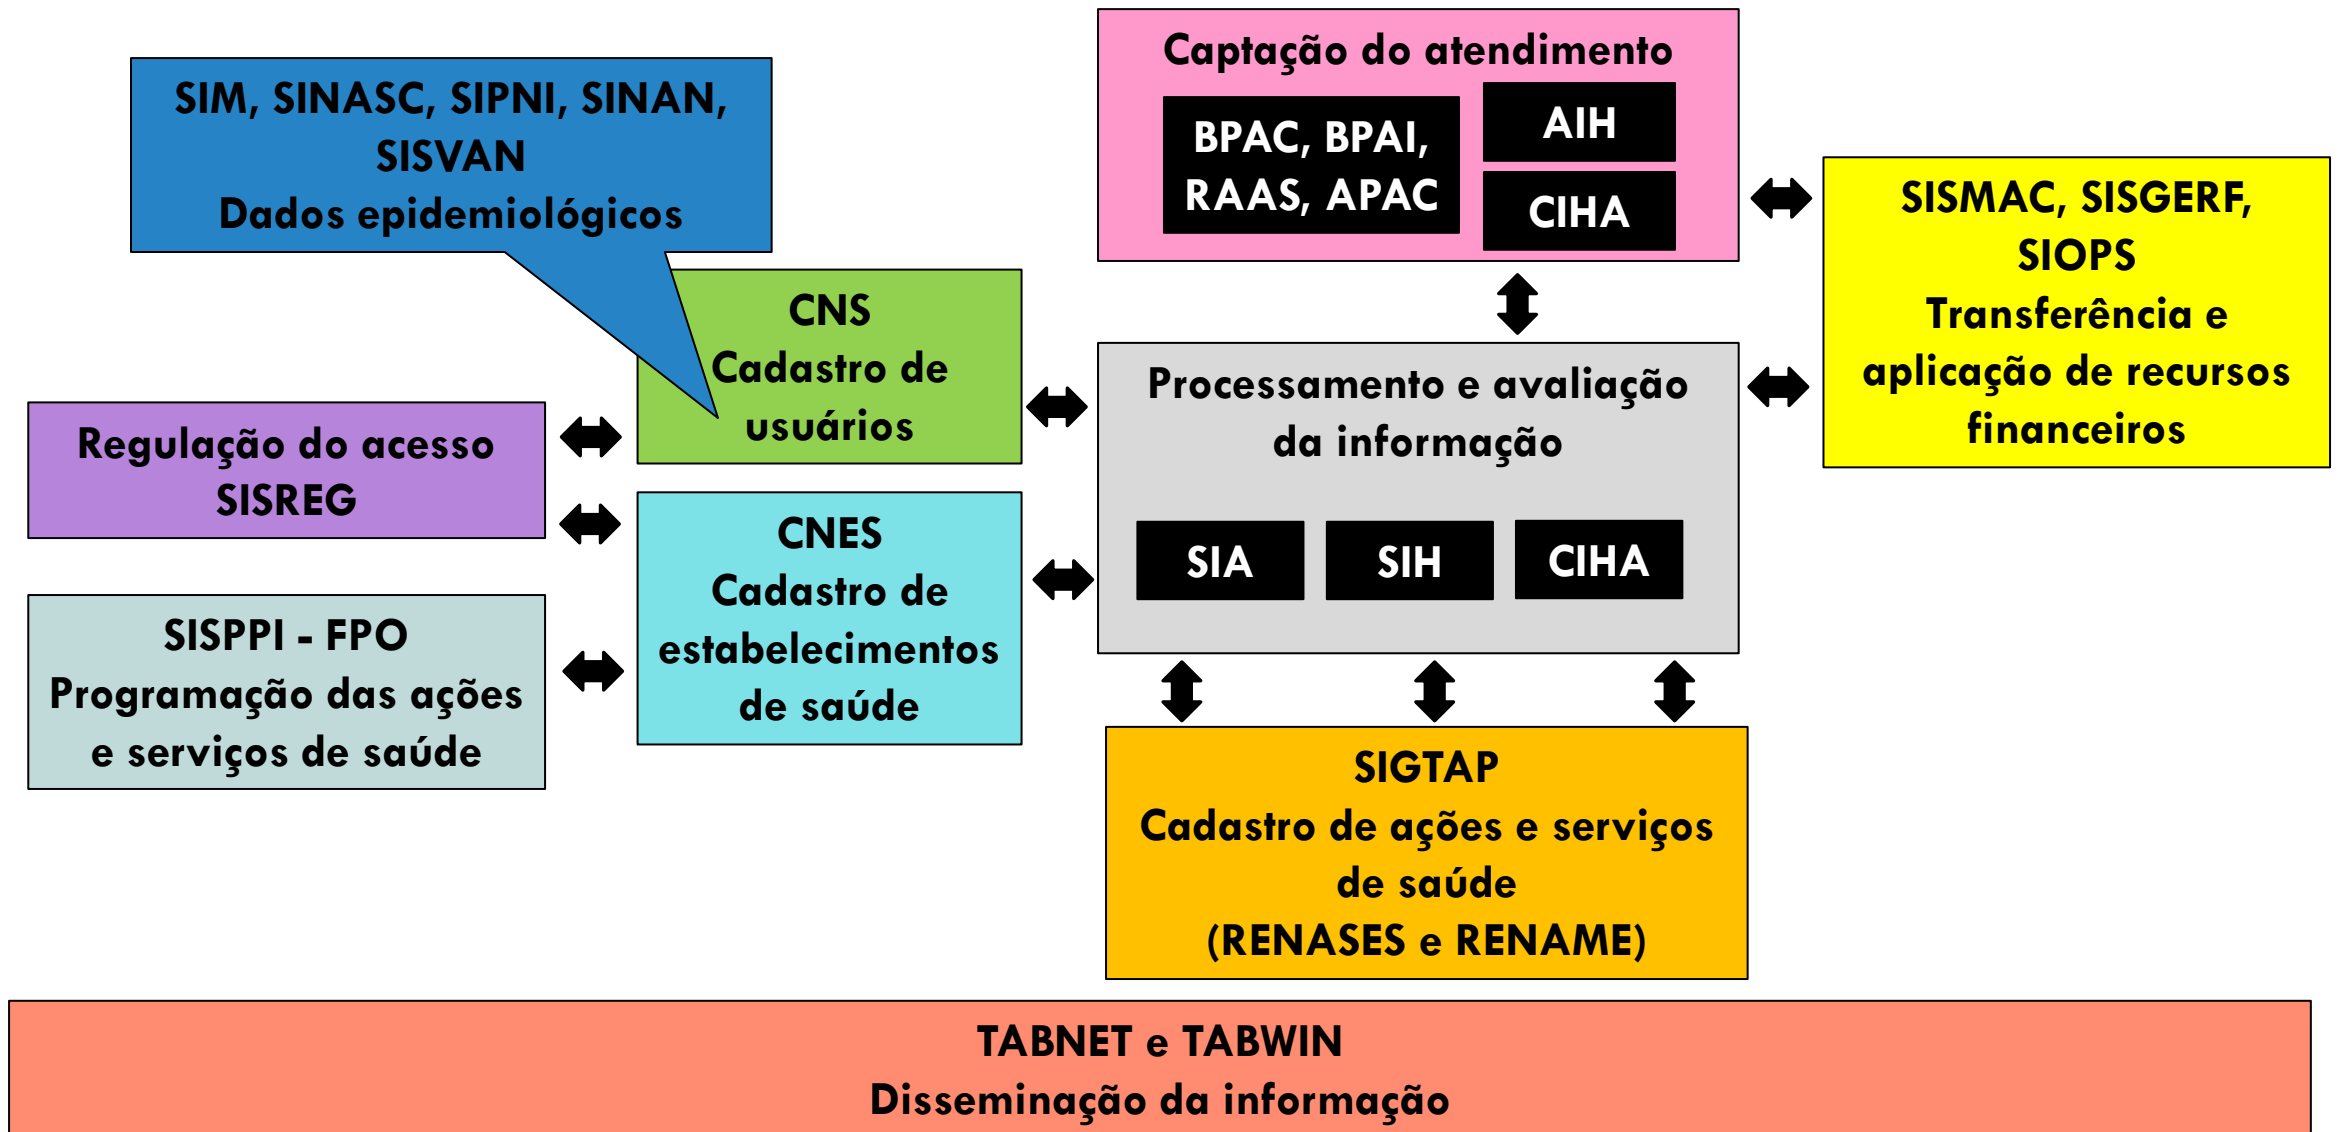 SIM, SINASC, SIPNI, SINAN,
SISVAN
Dados epidemiológicos
Captação do atendimento
BPAC, BPAI,
RAAS, APAC
AIH
CIHA
SISMAC, SISGERF,
SIOPS
Transferência e
aplicação de recursos
financeiros
CNS
Cadastro de
usuários
Processamento e avaliação
da informação
SIA
SIH
CIHA
Regulação do acesso
SISREG
CNES
Cadastro de
estabelecimentos
de saúde
SISPPI - FPO
Programação das ações
e serviços de saúde
SIGTAP
Cadastro de ações e serviços
de saúde
(RENASES e RENAME)
TABNET e TABWIN
Disseminação da informação